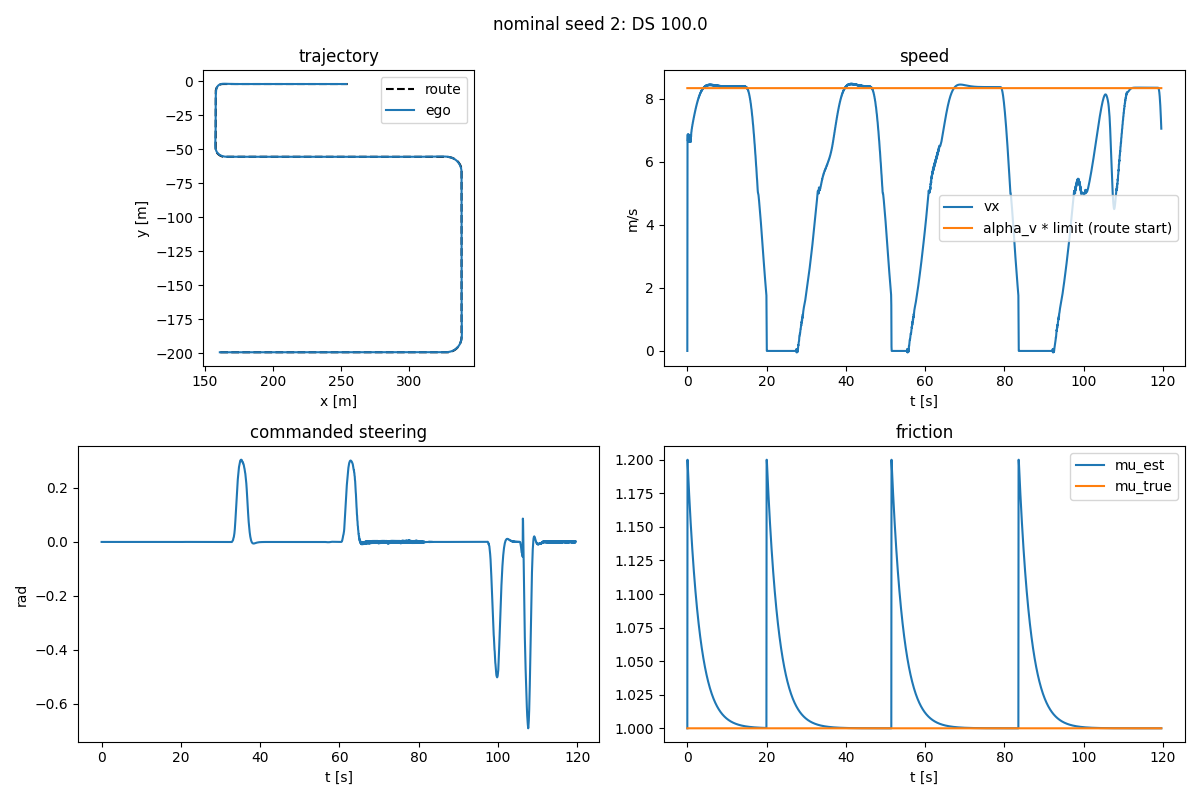 nominal seed 2: DS 100.0
trajectory
0
−25
−50
−75
−100
−125
−150
−175
−200
y [m]
150
200
250
300
x [m]
route
ego
speed
8
6
4
2
0
m/s
0
20
40
60
80
100
120
t [s]
vx
alpha_v * limit (route start)
commanded steering
0.2
0.0
−0.2
−0.4
−0.6
rad
0
20
40
60
80
100
120
t [s]
friction
1.200
1.175
1.150
1.125
1.100
1.075
1.050
1.025
1.000
0
20
40
60
80
100
120
t [s]
mu_est
mu_true